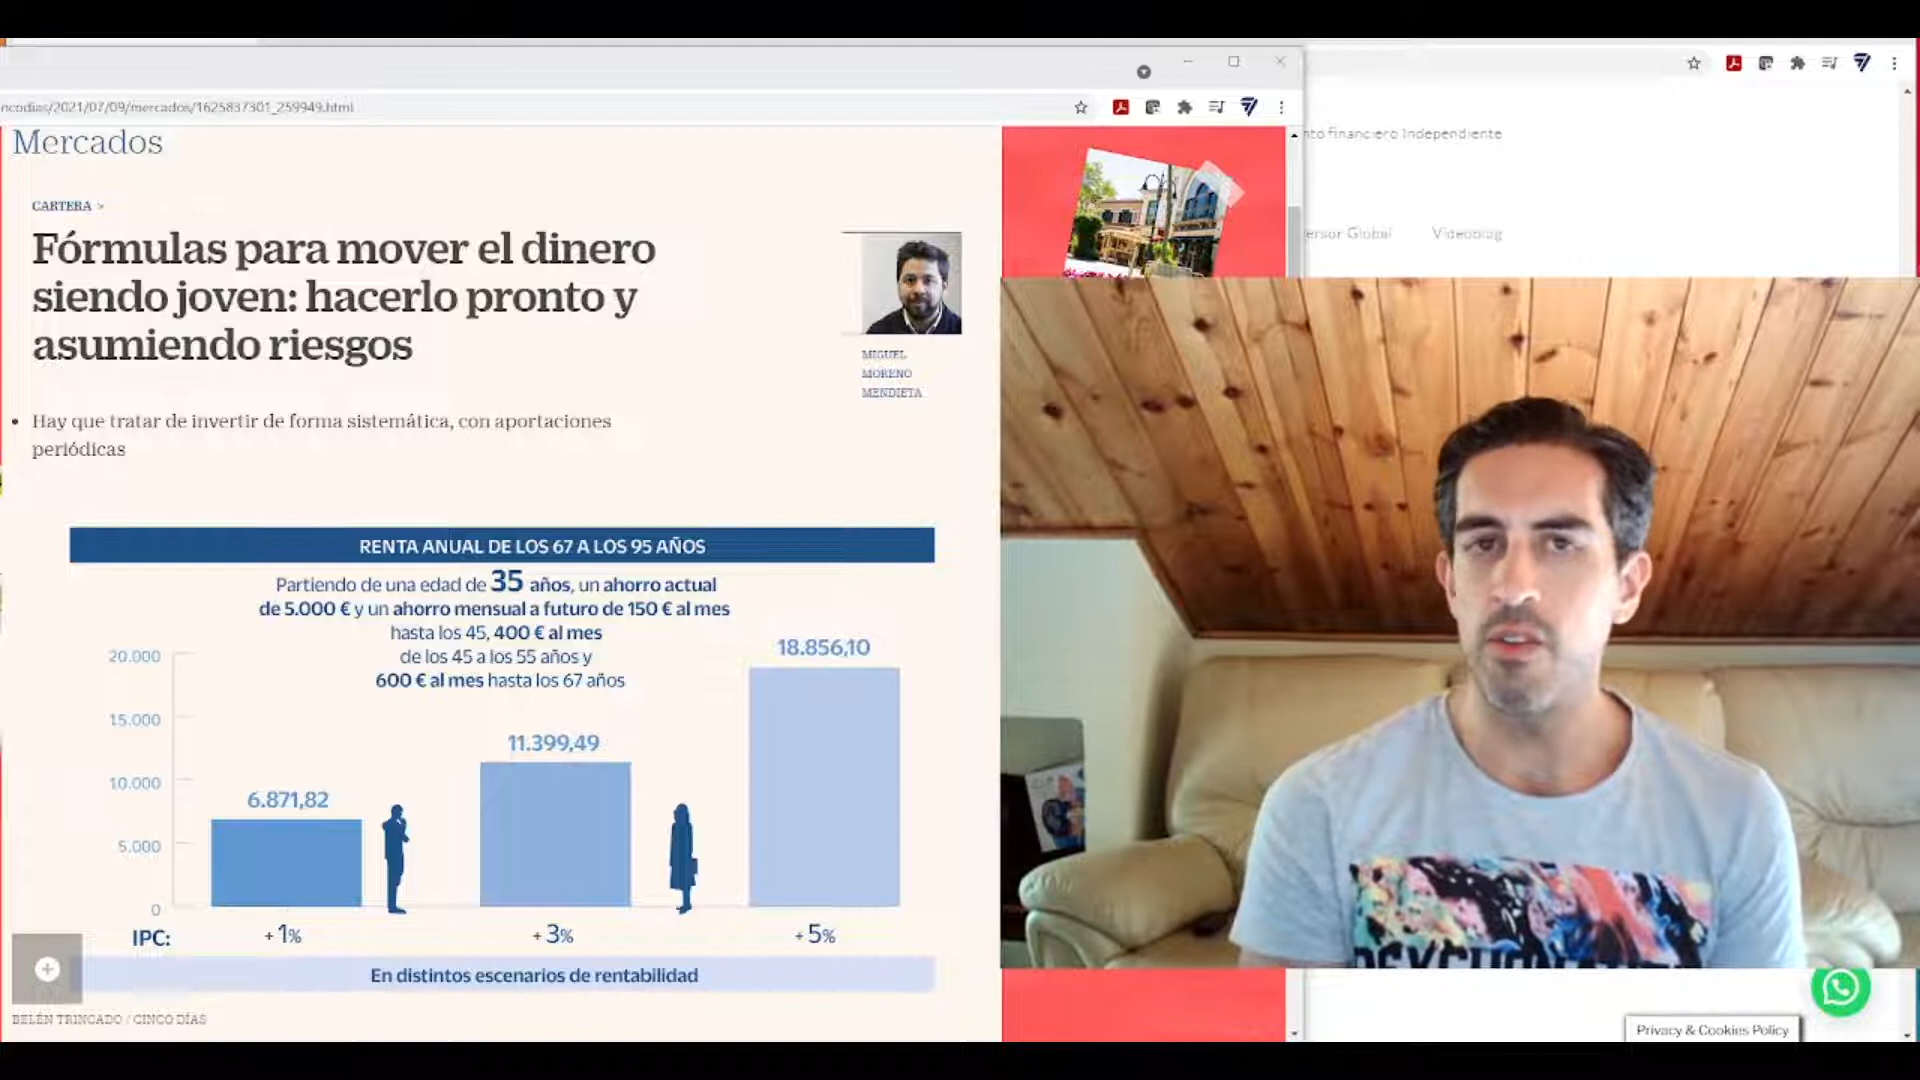 ncodias/2021/07/09/mercados/1625837301_259949.html
Mercados
CARTERA >
Fórmulas para mover el dinero
siendo joven: hacerlo pronto y
asumiendo riesgos
MIGUEL
MORENO
MENDIETA
• Hay que tratar de invertir de forma sistemática, con aportaciones
periódicas
RENTA ANUAL DE LOS 67 A LOS 95 AÑOS
Partiendo de una edad de 35 años, un ahorro actual
de 5.000 € y un ahorro mensual a futuro de 150 € al mes
hasta los 45, 400 € al mes
de los 45 a los 55 años y
600 € al mes hasta los 67 años
20.000
15.000
10.000
5.000
0
6.871,82
11.399,49
18.856,10
IPC:
+ 1%
+ 3%
+ 5%
En distintos escenarios de rentabilidad
BELÉN TRINCADO / CINCO DÍAS
nto financiero Independiente
ersor Global
Videoblog
Privacy & Cookies Policy